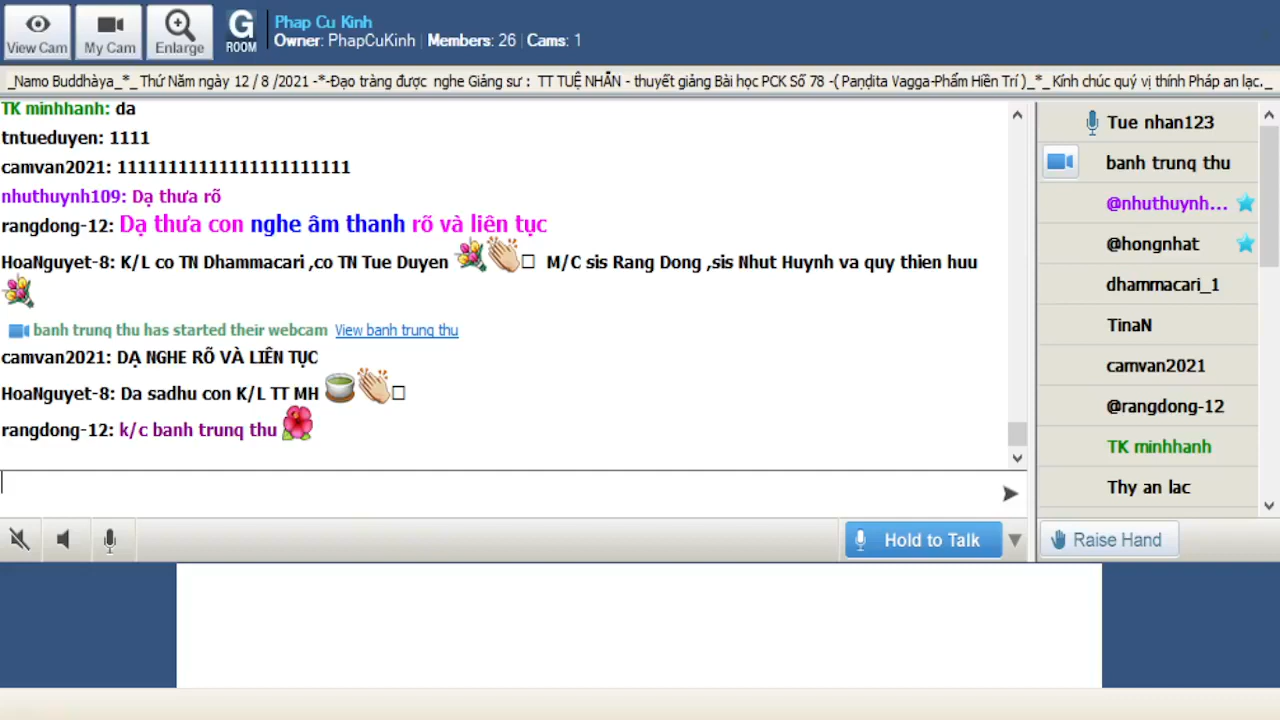 View Cam
My Cam
Enlarge
G
ROOM
Phap Cu Kinh
Owner: PhapCuKinh | Members: 26 | Cams: 1
_Namo Buddhàya_*_ Thứ Năm ngày 12 / 8 /2021 -*-Đạo tràng được nghe Giảng sư : TT TUỆ NHẪN - thuyết giảng Bài học PCK Số 78 -( Paṇḍita Vagga-Phẩm Hiền Trí )_*_ Kính chúc quý vị thính Pháp an lạc._
TK minhhanh: da
tntueduyen: 1111
camvan2021: 11111111111111111111111
nhuthuynh109: Dạ thưa rõ
rangdong-12: Dạ thưa con nghe âm thanh rõ và liên tục
HoaNguyet-8: K/L co TN Dhammacari ,co TN Tue Duyen M/C sis Rang Dong ,sis Nhut Huynh va quy thien huu
banh trunq thu has started their webcam View banh trunq thu
camvan2021: DẠ NGHE RÕ VÀ LIÊN TỤC
HoaNguyet-8: Da sadhu con K/L TT MH
rangdong-12: k/c banh trunq thu
Tue nhan123
banh trunq thu
@nhuthuynh...
@hongnhat
dhammacari_1
TinaN
camvan2021
@rangdong-12
TK minhhanh
Thy an lac
Hold to Talk
Raise Hand